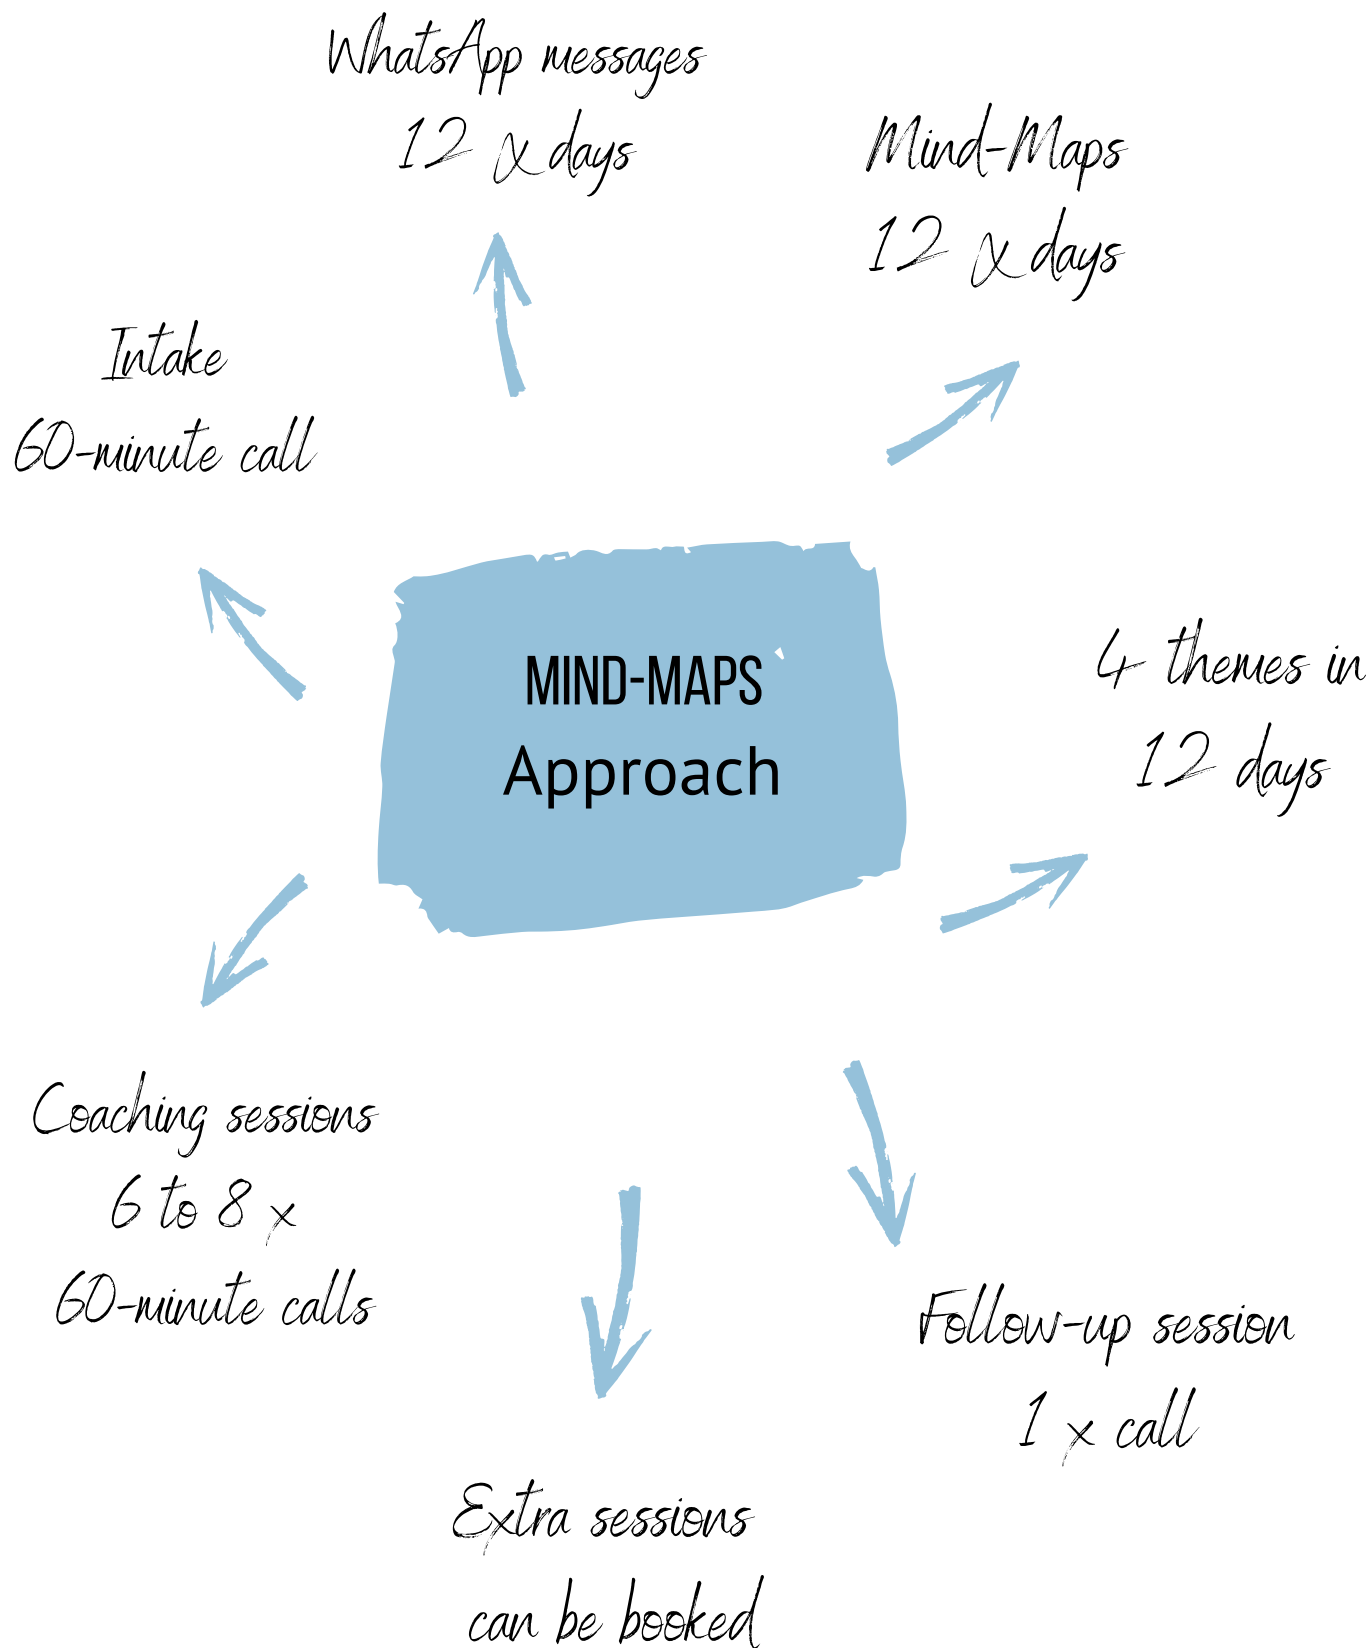 WhatsApp messages
12 x days
Mind-Maps
12 x days
Intake
60-minute call
4 themes in
12 days
MIND-MAPS
Approach
Coaching sessions
6 to 8 x
60-minute calls
Follow-up session
1 x call
Extra sessions
can be booked